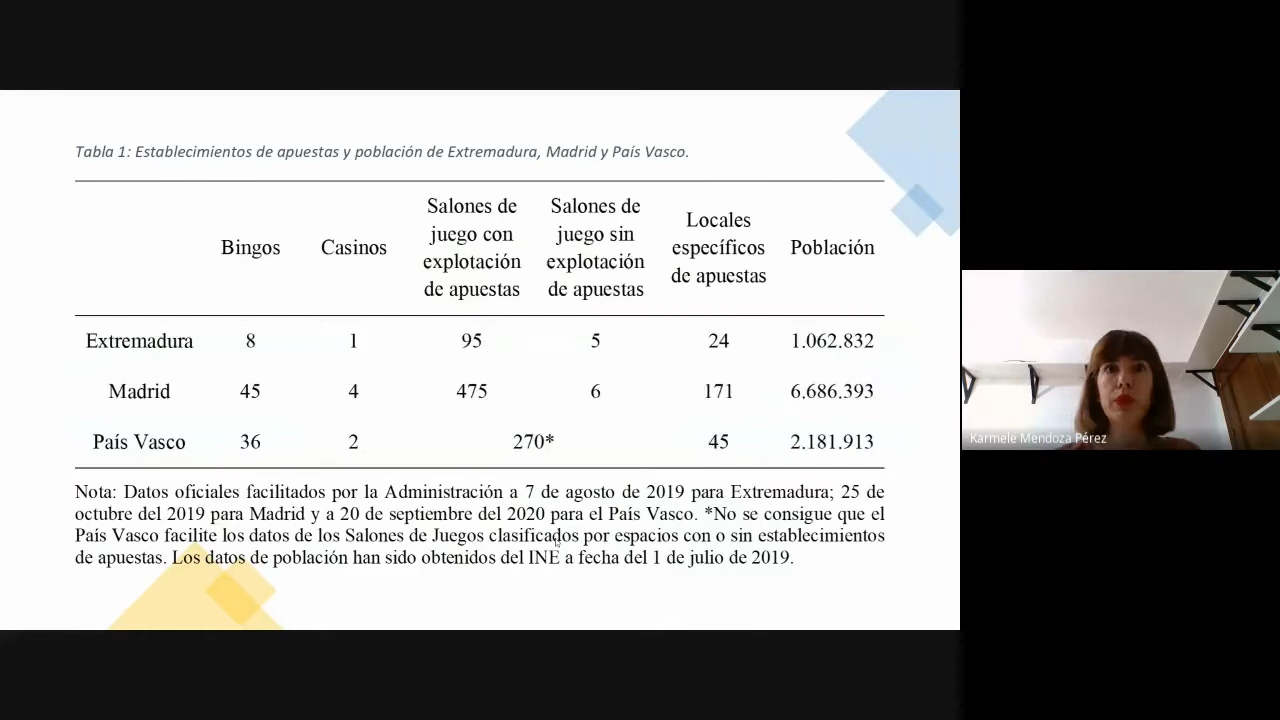 Tabla 1: Establecimientos de apuestas y población de Extremadura, Madrid y País Vasco.
Bingos Casinos Salones de juego con explotación de apuestas Salones de juego sin explotación de apuestas Locales específicos de apuestas Población
Extremadura 8 1 95 5 24 1.062.832
Madrid 45 4 475 6 171 6.686.393
País Vasco 36 2 270* 45 2.181.913
Nota: Datos oficiales facilitados por la Administración a 7 de agosto de 2019 para Extremadura; 25 de
octubre del 2019 para Madrid y a 20 de septiembre del 2020 para el País Vasco. *No se consigue que el
País Vasco facilite los datos de los Salones de Juegos clasificados por espacios con o sin establecimientos
de apuestas. Los datos de población han sido obtenidos del INE a fecha del 1 de julio de 2019.
Karmele Mendoza Pérez